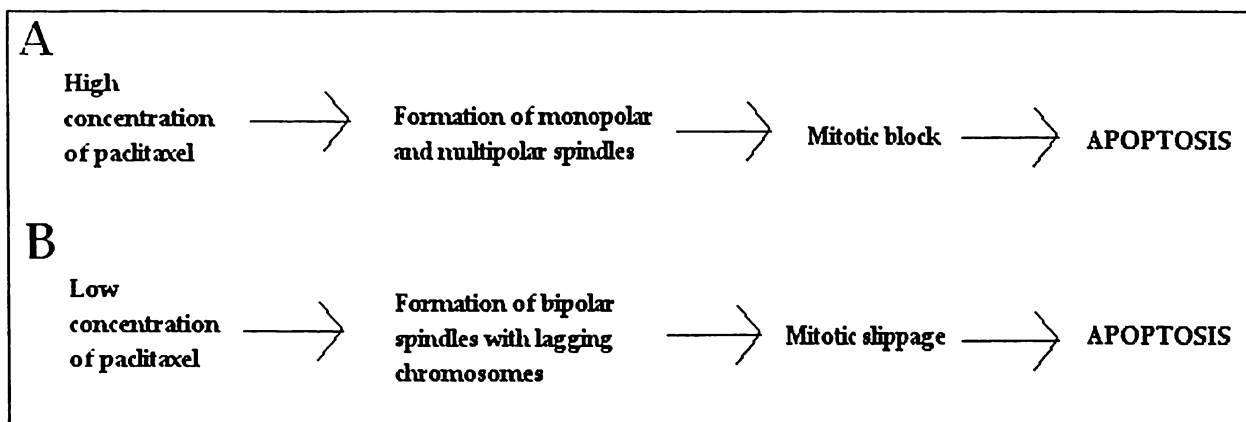 A
High
concentration
of paclitaxel
Formation of monopolar
and multipolar spindles
Mitotic block
APOPTOSIS
B
Low
concentration
of paclitaxel
Formation of bipolar
spindles with lagging
chromosomes
Mitotic slippage
APOPTOSIS